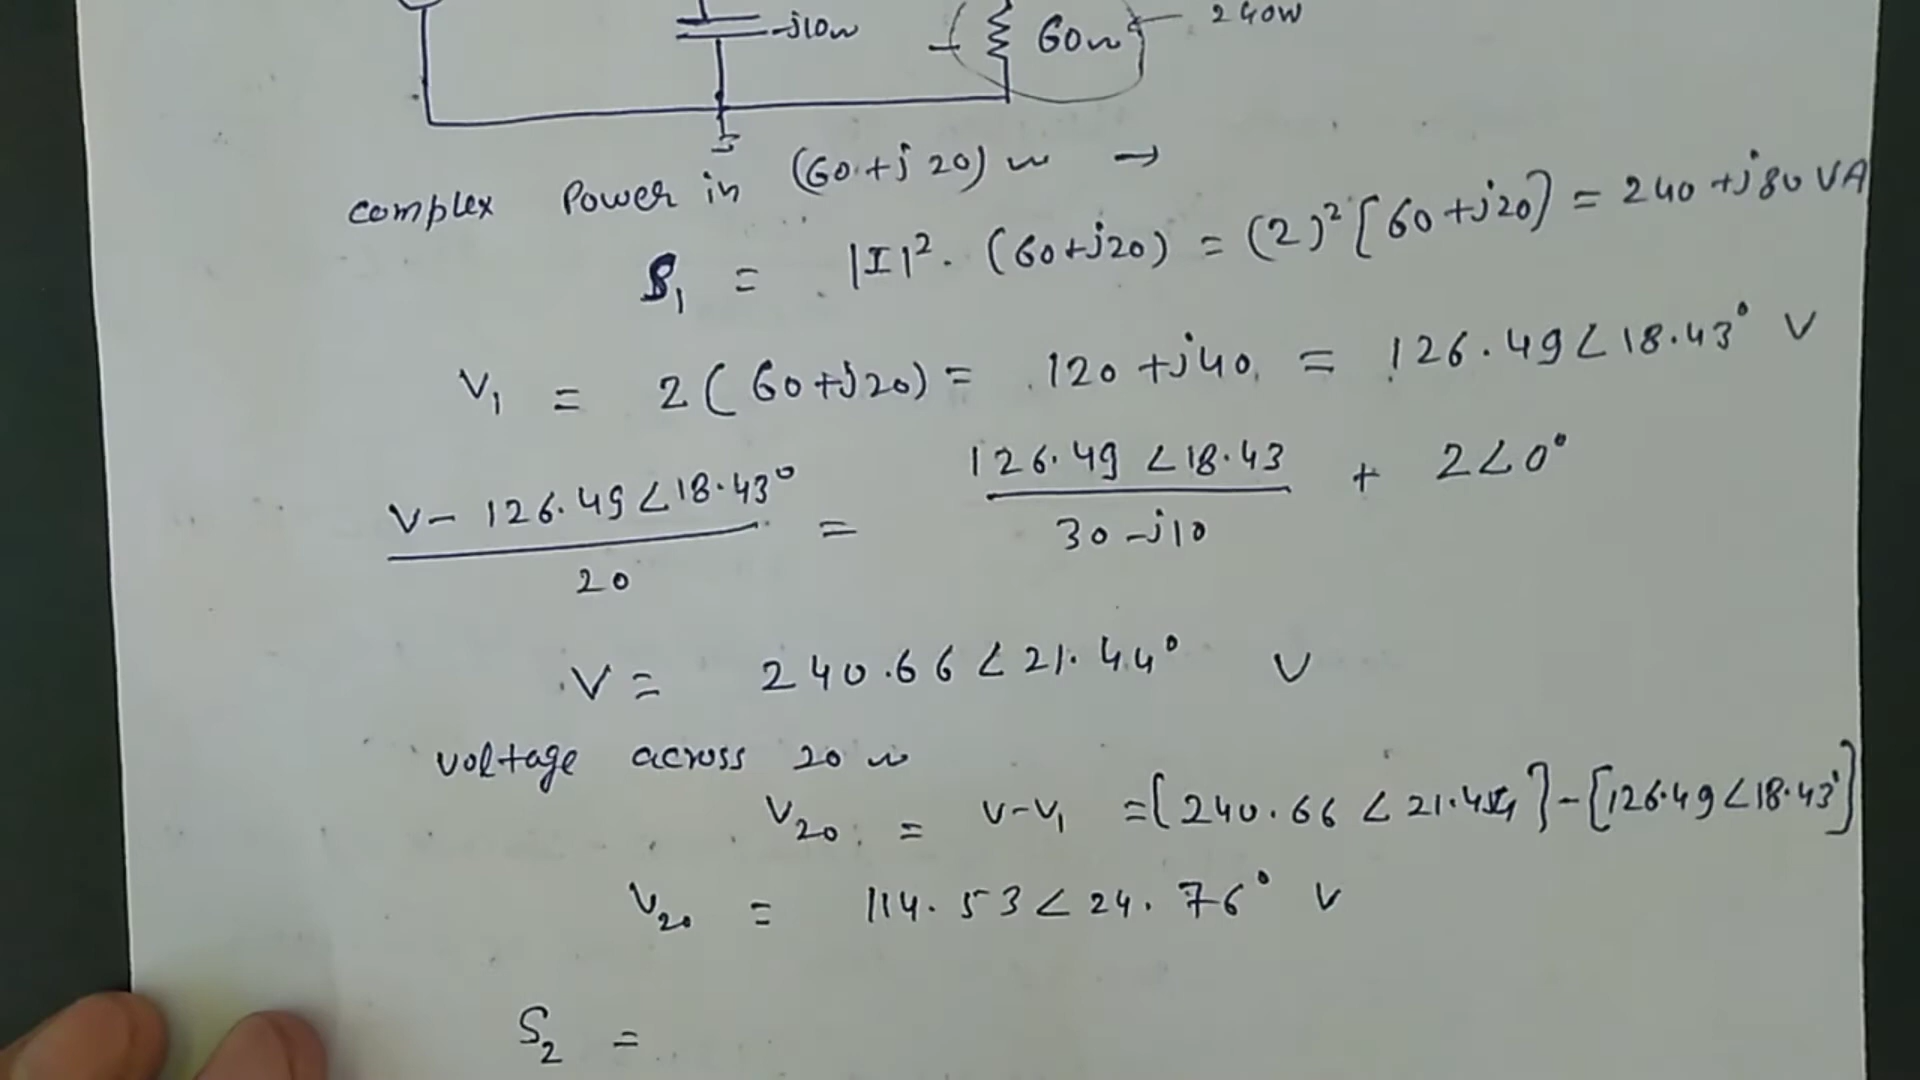 -j10w 60w 240W
complex Power in (60+j20) w →
S₁ = |I|². (60+j20) = (2)² [60+j20] = 240+j80 VA
V₁ = 2(60+j20) = 120+j40 = 126.49∠18.43° V
V- 126.49∠18.43° / 20 = 126.49∠18.43 / 30-j10 + 2∠0°
V = 240.66∠21.44° V
voltage across 20 w
V₂₀ = V-V₁ = [240.66∠21.44] - [126.49∠18.43°]
V₂₀ = 114.53∠24.76° V
S₂ =